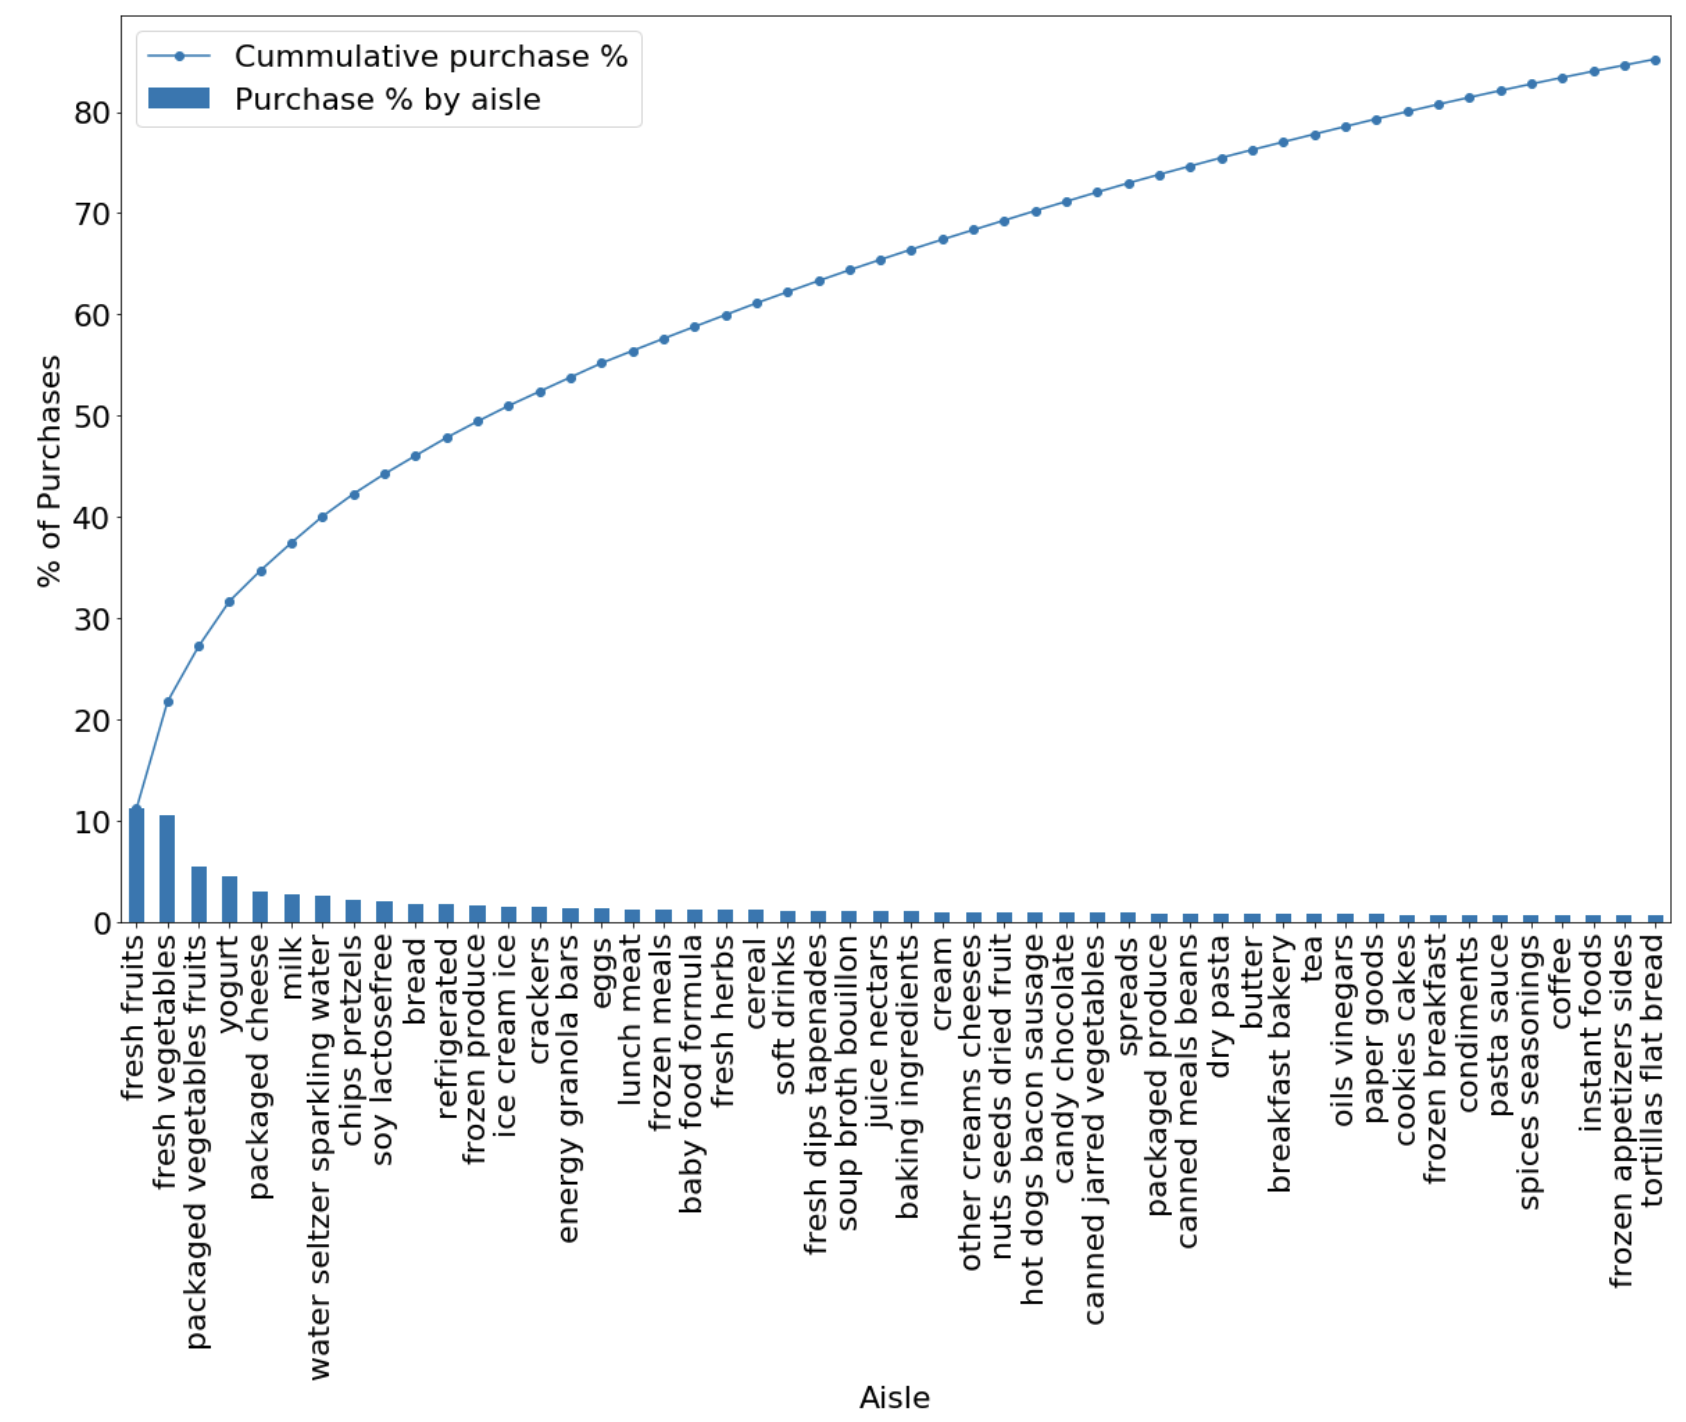 Cummulative purchase %
Purchase % by aisle
% of Purchases
80
70
60
50
40
30
20
10
0
fresh fruits
fresh vegetables
packaged vegetables fruits
yogurt
packaged cheese
milk
water seltzer sparkling water
chips pretzels
soy lactosefree
bread
refrigerated
frozen produce
ice cream ice
crackers
energy granola bars
eggs
lunch meat
frozen meals
baby food formula
fresh herbs
cereal
soft drinks
fresh dips tapenades
soup broth bouillon
juice nectars
baking ingredients
cream
other creams cheeses
nuts seeds dried fruit
hot dogs bacon sausage
candy chocolate
canned jarred vegetables
spreads
packaged produce
canned meals beans
dry pasta
butter
breakfast bakery
tea
oils vinegars
paper goods
cookies cakes
frozen breakfast
condiments
pasta sauce
spices seasonings
coffee
instant foods
frozen appetizers sides
tortillas flat bread
Aisle